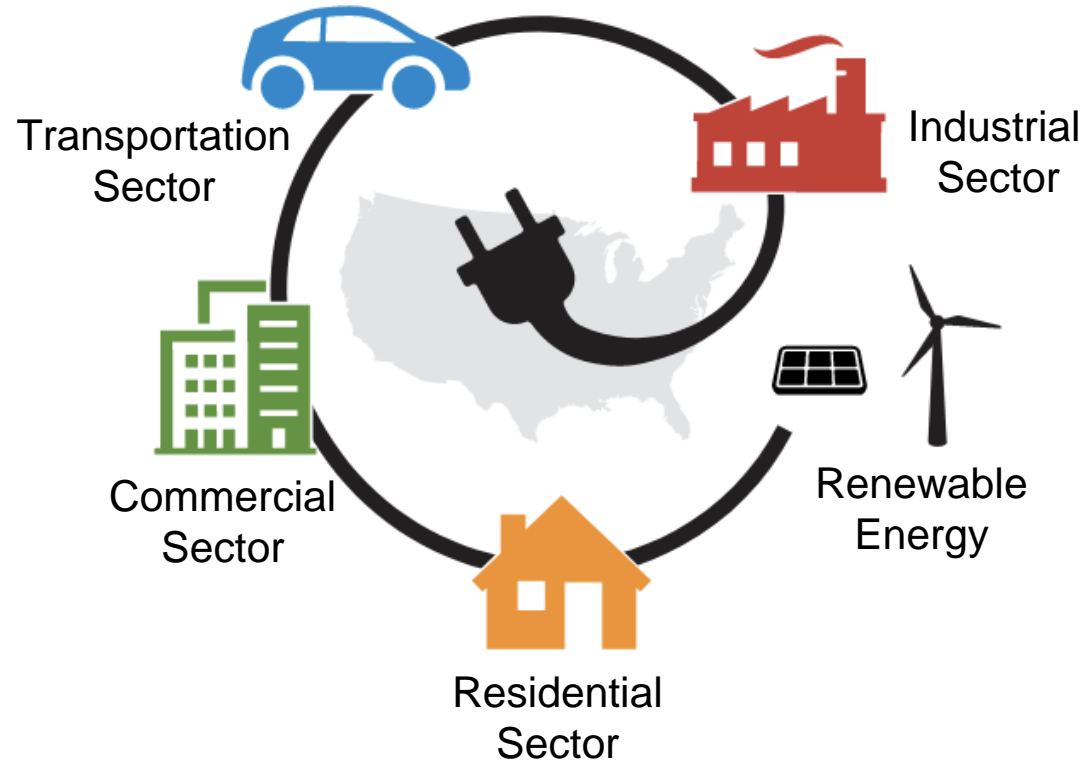 Transportation
Sector
Industrial
Sector
Commercial
Sector
Renewable
Energy
Residential
Sector